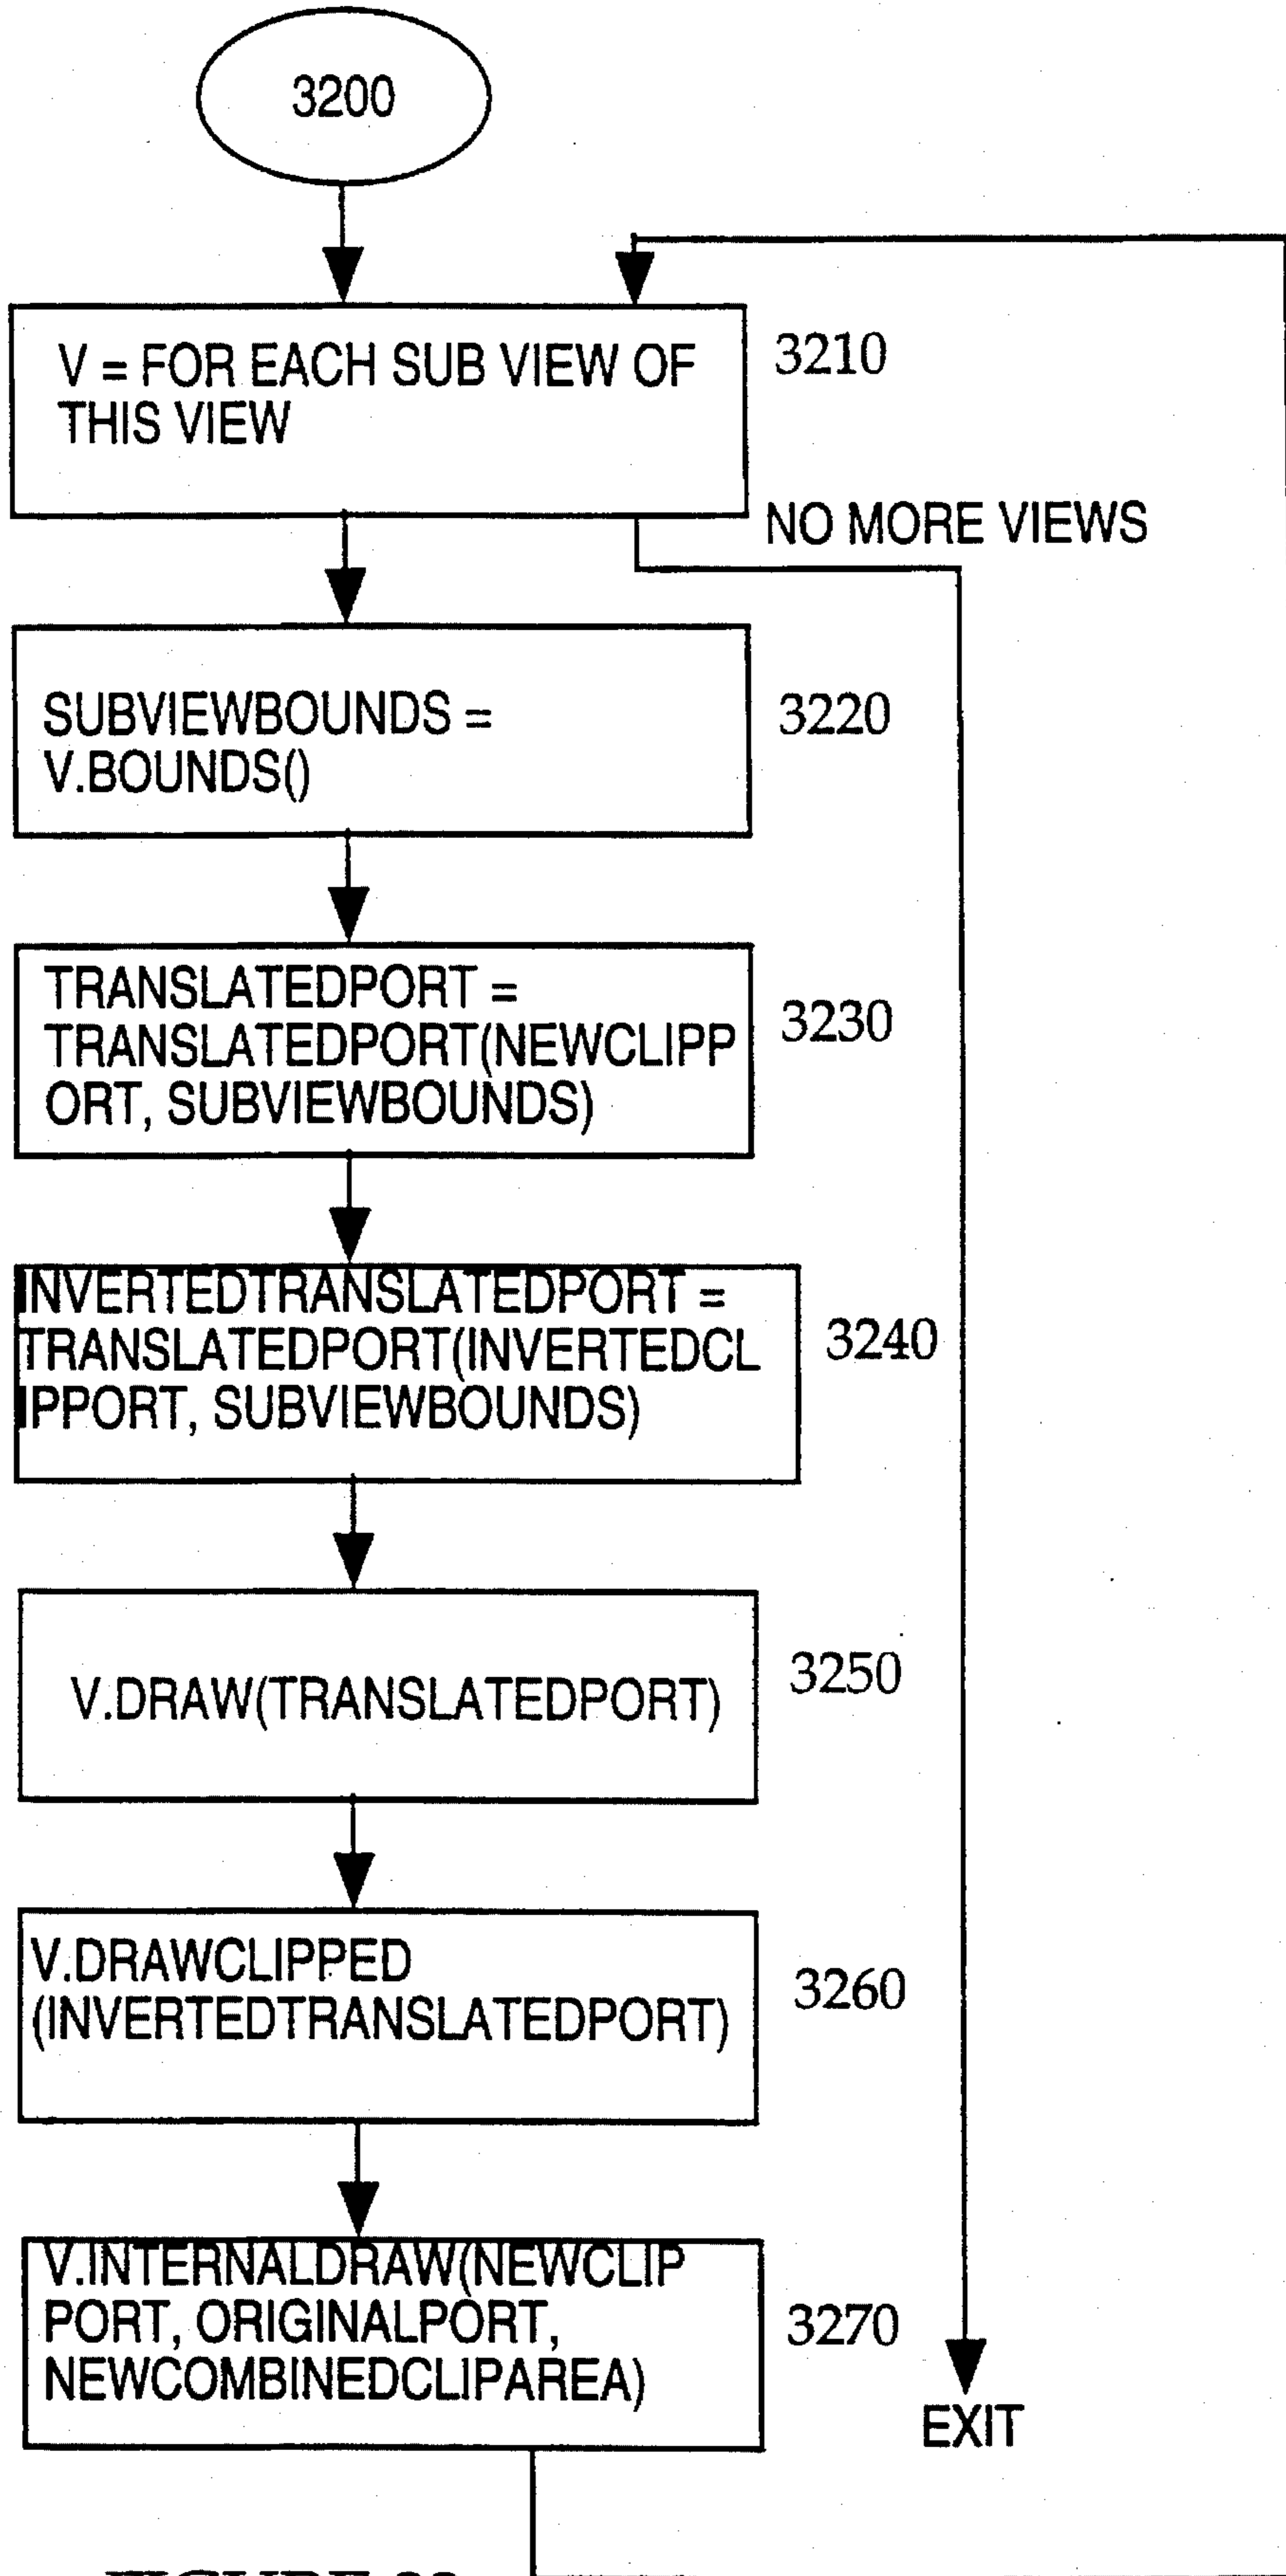 3200
V = FOR EACH SUB VIEW OF
THIS VIEW
3210
NO MORE VIEWS
SUBVIEWBOUNDS =
V.BOUNDS()
3220
TRANSLATEDPORT =
TRANSLATEDPORT(NEWCLIPP
ORT, SUBVIEWBOUNDS)
3230
INVERTEDTRANSLATEDPORT =
TRANSLATEDPORT(INVERTEDCL
IPPORT, SUBVIEWBOUNDS)
3240
V.DRAW(TRANSLATEDPORT)
3250
V.DRAWCLIPPED
(INVERTEDTRANSLATEDPORT)
3260
V.INTERNALDRAW(NEWCLIP
PORT, ORIGINALPORT,
NEWCOMBINEDCLIPAREA)
3270
EXIT
FIGURE